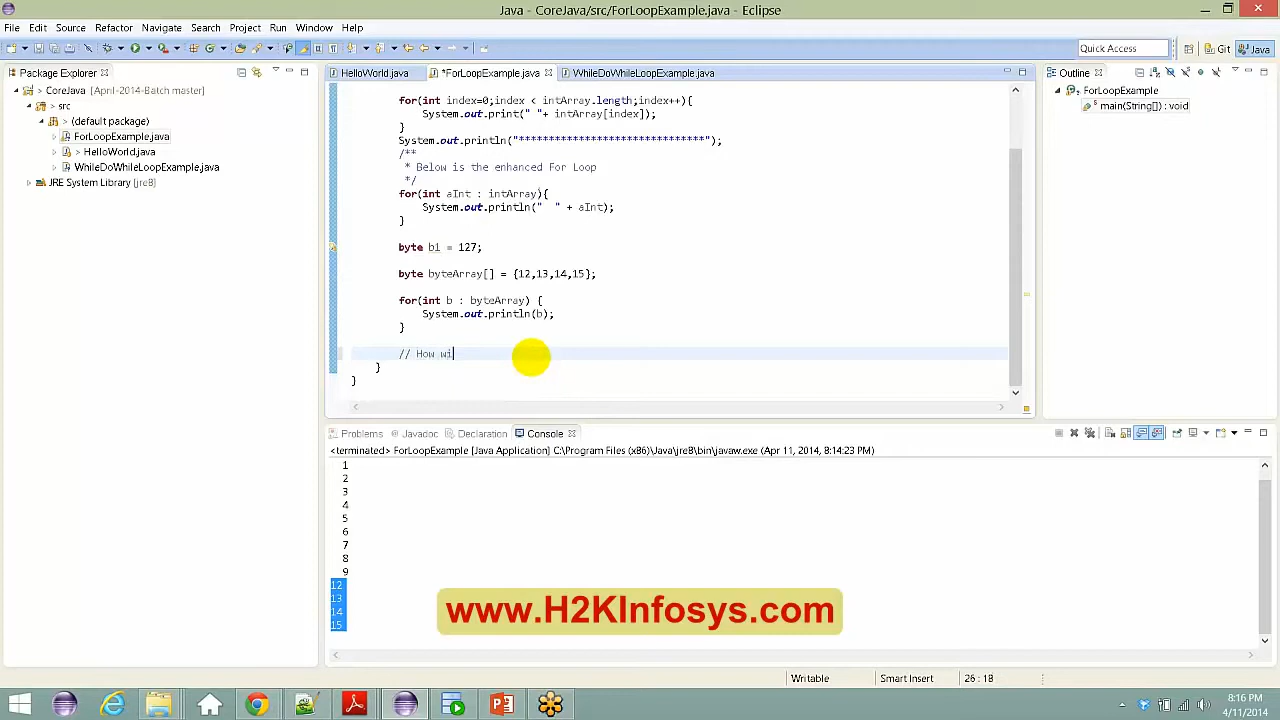 Java - CoreJava/src/ForLoopExample.java - Eclipse
File Edit Source Refactor Navigate Search Project Run Window Help
Quick Access
Git
Java
Package Explorer
HelloWorld.java
*ForLoopExample.java
WhileDoWhileLoopExample.java
Outline
> CoreJava [April-2014-Batch master]
> src
> (default package)
ForLoopExample.java
> HelloWorld.java
WhileDoWhileLoopExample.java
JRE System Library [jre8]
for(int index=0;index < intArray.length;index++){
System.out.print(" "+ intArray[index]);
}
System.out.println("*******************************");
/**
* Below is the enhanced For Loop
*/
for(int aInt : intArray){
System.out.println("  " + aInt);
}
byte b1 = 127;
byte byteArray[] = {12,13,14,15};
for(int b : byteArray) {
System.out.println(b);
}
// How wi
}
}
ForLoopExample
main(String[]) : void
Problems @ Javadoc Declaration Console
<terminated> ForLoopExample [Java Application] C:\Program Files (x86)\Java\jre8\bin\javaw.exe (Apr 11, 2014, 8:14:23 PM)
1
2
3
4
5
6
7
8
9
12
13
14
15
www.H2KInfosys.com
Writable
Smart Insert
26 : 18
8:16 PM
4/11/2014